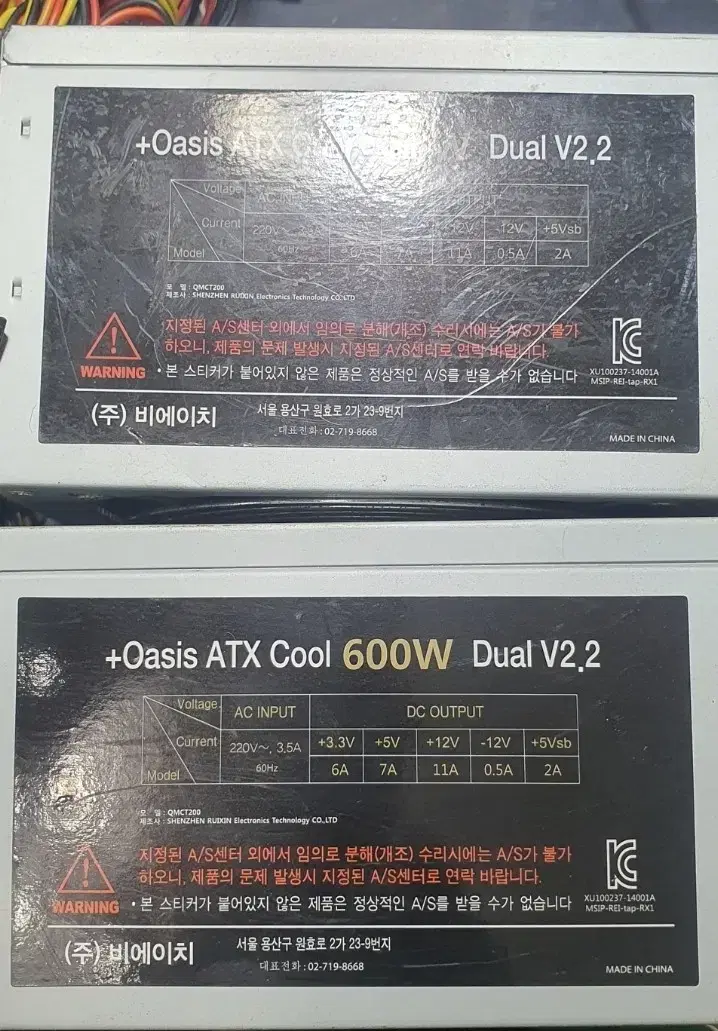 +Oasis ATX Dual V2.2
Voltage AC INPUT
Current 220V~ -12V +5Vsb
60Hz
Model 11A 0.5A 2A
모 델 : QMCT200
제조사 : SHENZHEN RUIXIN Electronics Technology CO.,LTD
지정된 A/S센터 외에서 임의로 분해(개조) 수리시에는 A/S가 불가
하오니, 제품의 문제 발생시 지정된 A/S센터로 연락 바랍니다.
WARNING
• 본 스티커가 붙어있지 않은 제품은 정상적인 A/S를 받을 수가 없습니다
XU100237-14001A
MSIP-REI-tap-RX1
(주) 비에이치
서울 용산구 원효로 2가 23-9번지
대표전화 : 02-719-8668
MADE IN CHINA
+Oasis ATX Cool 600W Dual V2.2
Voltage AC INPUT DC OUTPUT
Current 220V~, 3.5A +3.3V +5V +12V -12V +5Vsb
60Hz
Model 6A 7A 11A 0.5A 2A
모 델 : QMCT200
제조사 : SHENZHEN RUIXIN Electronics Technology CO.,LTD
지정된 A/S센터 외에서 임의로 분해(개조) 수리시에는 A/S가 불가
하오니, 제품의 문제 발생시 지정된 A/S센터로 연락 바랍니다.
WARNING
• 본 스티커가 붙어있지 않은 제품은 정상적인 A/S를 받을 수가 없습니다
XU100237-14001A
MSIP-REI-tap-RX1
(주) 비에이치
서울 용산구 원효로 2가 23-9번지
대표전화 : 02-719-8668
MADE IN CHINA